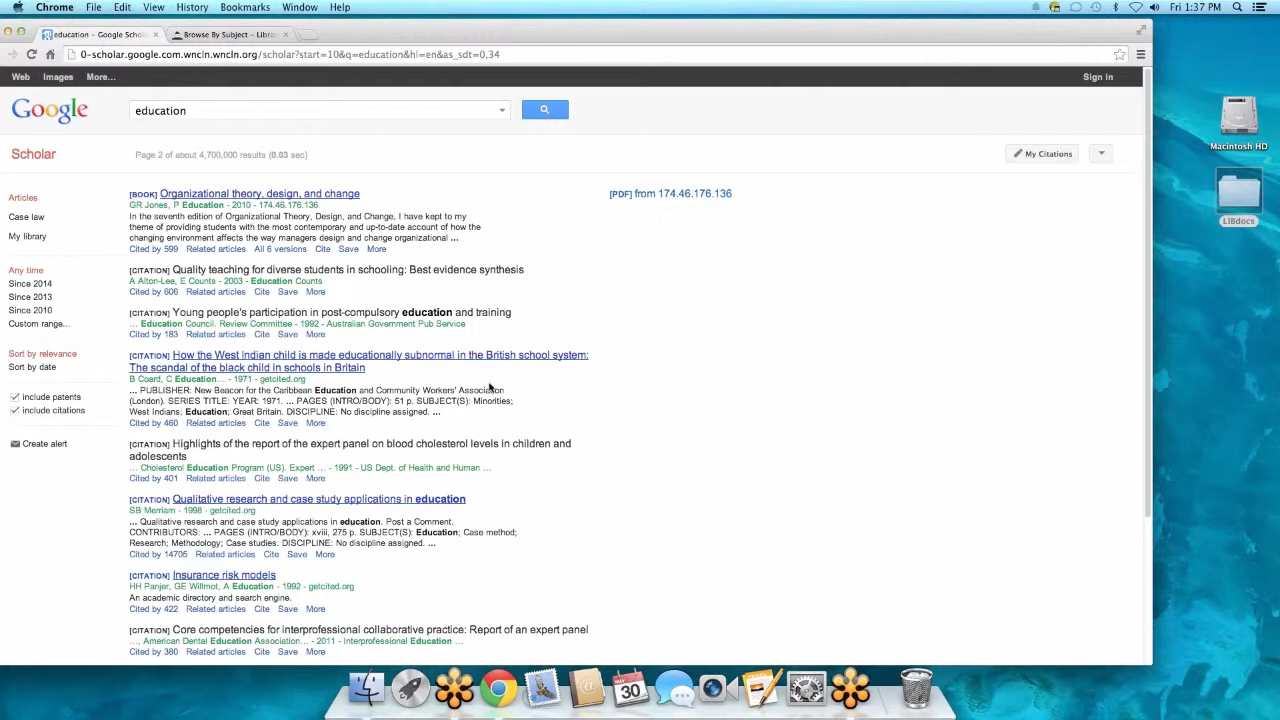 Chrome File Edit View History Bookmarks Window Help Fri 1:37 PM
education - Google Schol Browse By Subject - Libra
0-scholar.google.com.wncln.wncln.org/scholar?start=10&q=education&hl=en&as_sdt=0,34
Web Images More... Sign in
Google education
Scholar Page 2 of about 4,700,000 results (0.03 sec) My Citations
Articles
Case law
My library
Any time
Since 2014
Since 2013
Since 2010
Custom range...
Sort by relevance
Sort by date
include patents
include citations
Create alert
[BOOK] Organizational theory, design, and change
GR Jones, P Education - 2010 - 174.46.176.136
In the seventh edition of Organizational Theory, Design, and Change, I have kept to my
theme of providing students with the most contemporary and up-to-date account of how the
changing environment affects the way managers design and change organizational ...
Cited by 599 Related articles All 6 versions Cite Save More
[PDF] from 174.46.176.136
[CITATION] Quality teaching for diverse students in schooling: Best evidence synthesis
A Alton-Lee, E Counts - 2003 - Education Counts
Cited by 606 Related articles Cite Save More
[CITATION] Young people's participation in post-compulsory education and training
... Education Council. Review Committee - 1992 - Australian Government Pub Service
Cited by 183 Related articles Cite Save More
[CITATION] How the West Indian child is made educationally subnormal in the British school system:
The scandal of the black child in schools in Britain
B Coard, C Education... - 1971 - getcited.org
... PUBLISHER: New Beacon for the Caribbean Education and Community Workers' Association
(London). SERIES TITLE: YEAR: 1971. ... PAGES (INTRO/BODY): 51 p. SUBJECT(S): Minorities;
West Indians; Education; Great Britain. DISCIPLINE: No discipline assigned. ...
Cited by 460 Related articles Cite Save More
[CITATION] Highlights of the report of the expert panel on blood cholesterol levels in children and
adolescents
... Cholesterol Education Program (US). Expert ... - 1991 - US Dept. of Health and Human ...
Cited by 401 Related articles Cite Save More
[CITATION] Qualitative research and case study applications in education
SB Merriam - 1998 - getcited.org
... Qualitative research and case study applications in education. Post a Comment.
CONTRIBUTORS: ... PAGES (INTRO/BODY): xviii, 275 p. SUBJECT(S): Education; Case method;
Research; Methodology; Case studies. DISCIPLINE: No discipline assigned. ...
Cited by 14705 Related articles Cite Save More
[CITATION] Insurance risk models
HH Panjer, GE Willmot, A Education - 1992 - getcited.org
An academic directory and search engine.
Cited by 422 Related articles Cite Save More
[CITATION] Core competencies for interprofessional collaborative practice: Report of an expert panel
..., American Dental Education Association... - 2011 - Interprofessional Education ...
Cited by 380 Related articles Cite Save More
Macintosh HD
LIBdocs
MAY
30